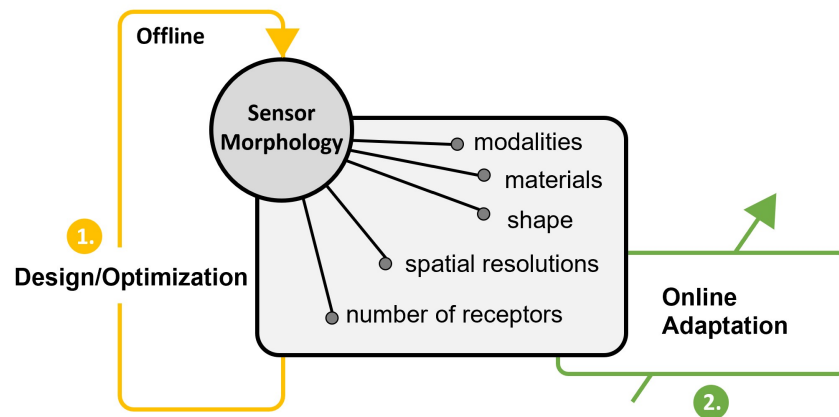 Offline
Sensor
Morphology
modalities
materials
shape
spatial resolutions
number of receptors
1.
Design/Optimization
Online
Adaptation
2.